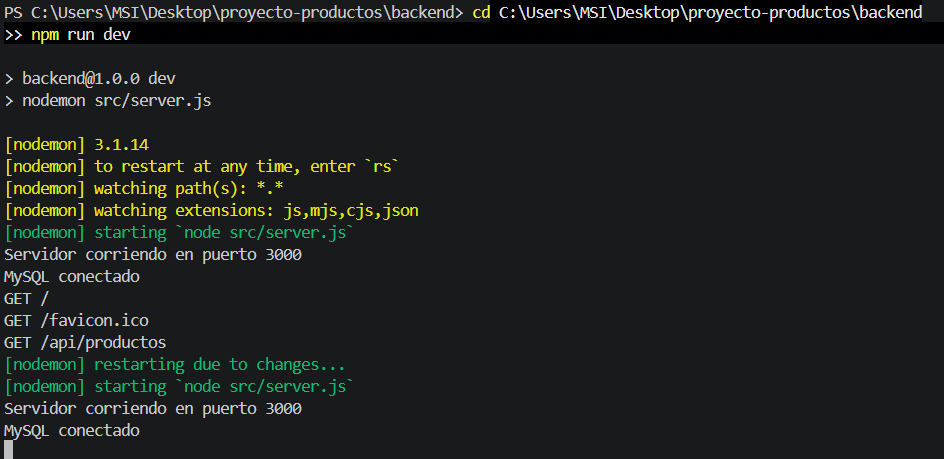 PS C:\Users\MSI\Desktop\proyecto-productos\backend> cd C:\Users\MSI\Desktop\proyecto-productos\backend
>> npm run dev
> backend@1.0.0 dev
> nodemon src/server.js
[nodemon] 3.1.14
[nodemon] to restart at any time, enter `rs`
[nodemon] watching path(s): *.*
[nodemon] watching extensions: js,mjs,cjs,json
[nodemon] starting `node src/server.js`
Servidor corriendo en puerto 3000
MySQL conectado
GET /
GET /favicon.ico
GET /api/productos
[nodemon] restarting due to changes...
[nodemon] starting `node src/server.js`
Servidor corriendo en puerto 3000
MySQL conectado